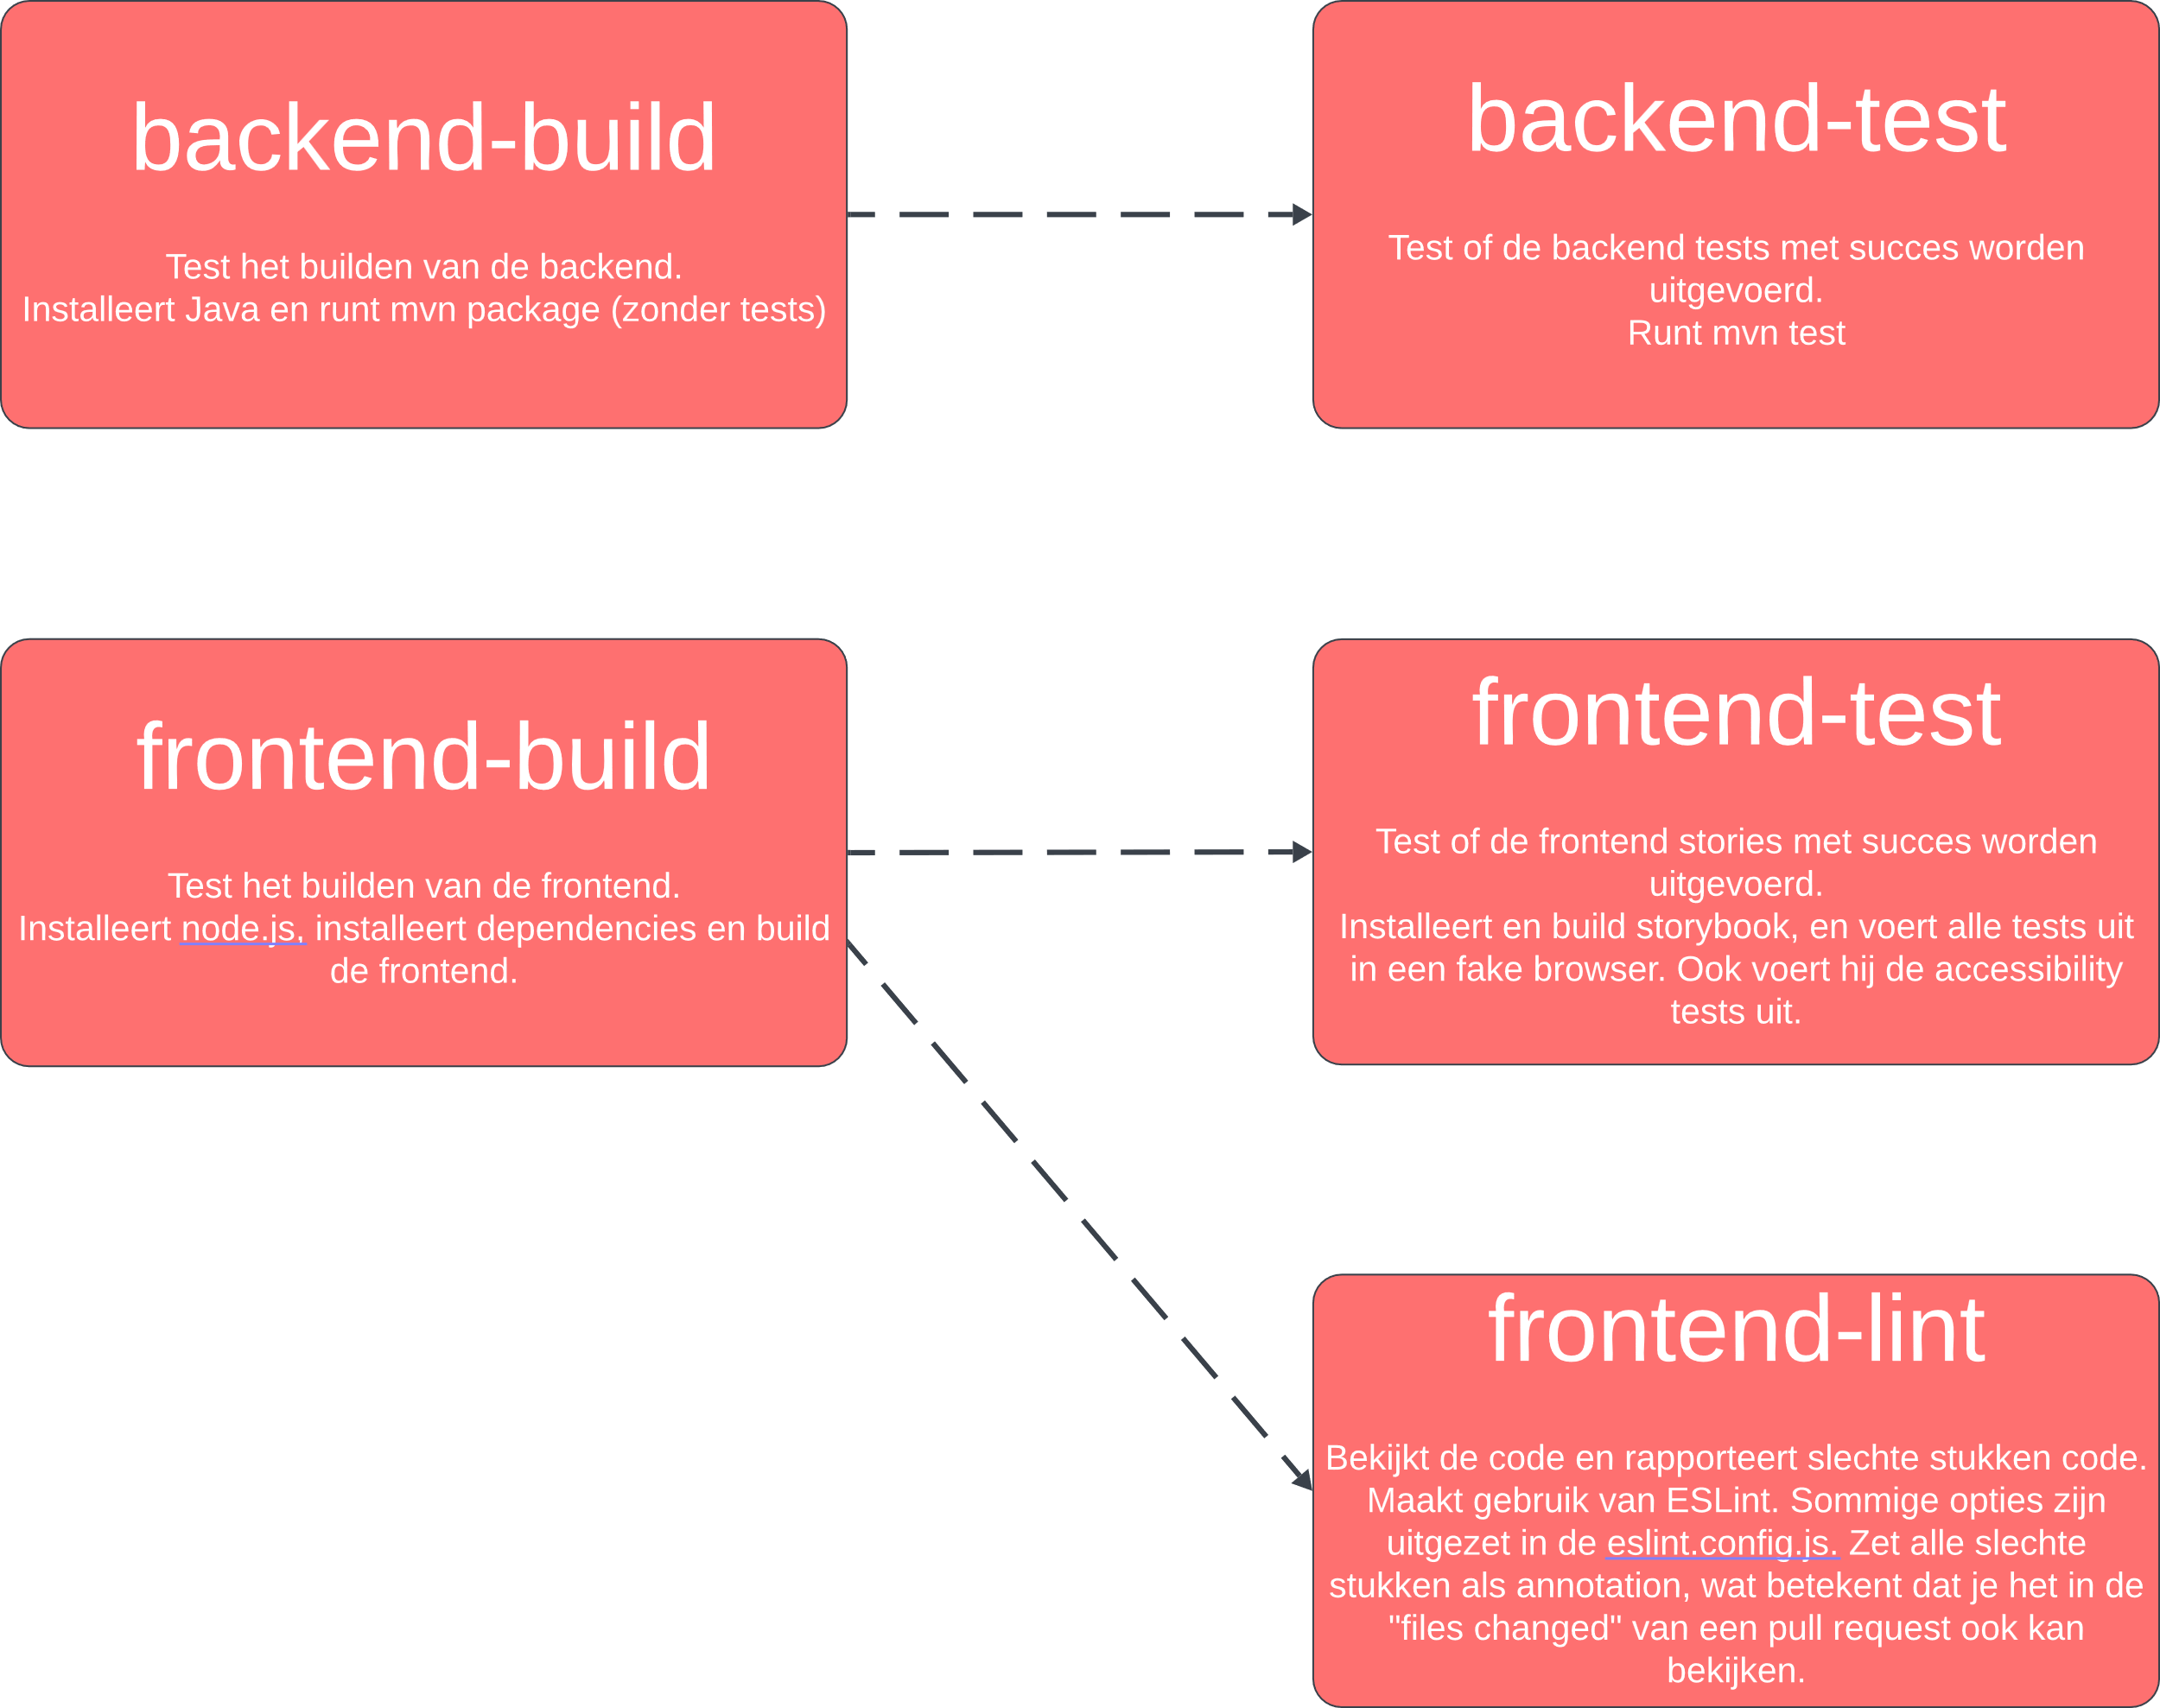 backend-build
Test het builden van de backend.
Installeert Java en runt mvn package (zonder tests)
backend-test
Test of de backend tests met succes worden
uitgevoerd.
Runt mvn test
frontend-build
Test het builden van de frontend.
Installeert node.js, installeert dependencies en build
de frontend.
frontend-test
Test of de frontend stories met succes worden
uitgevoerd.
Installeert en build storybook, en voert alle tests uit
in een fake browser. Ook voert hij de accessibility
tests uit.
frontend-lint
Bekijkt de code en rapporteert slechte stukken code.
Maakt gebruik van ESLint. Sommige opties zijn
uitgezet in de eslint.config.js. Zet alle slechte
stukken als annotation, wat betekent dat je het in de
"files changed" van een pull request ook kan
bekijken.